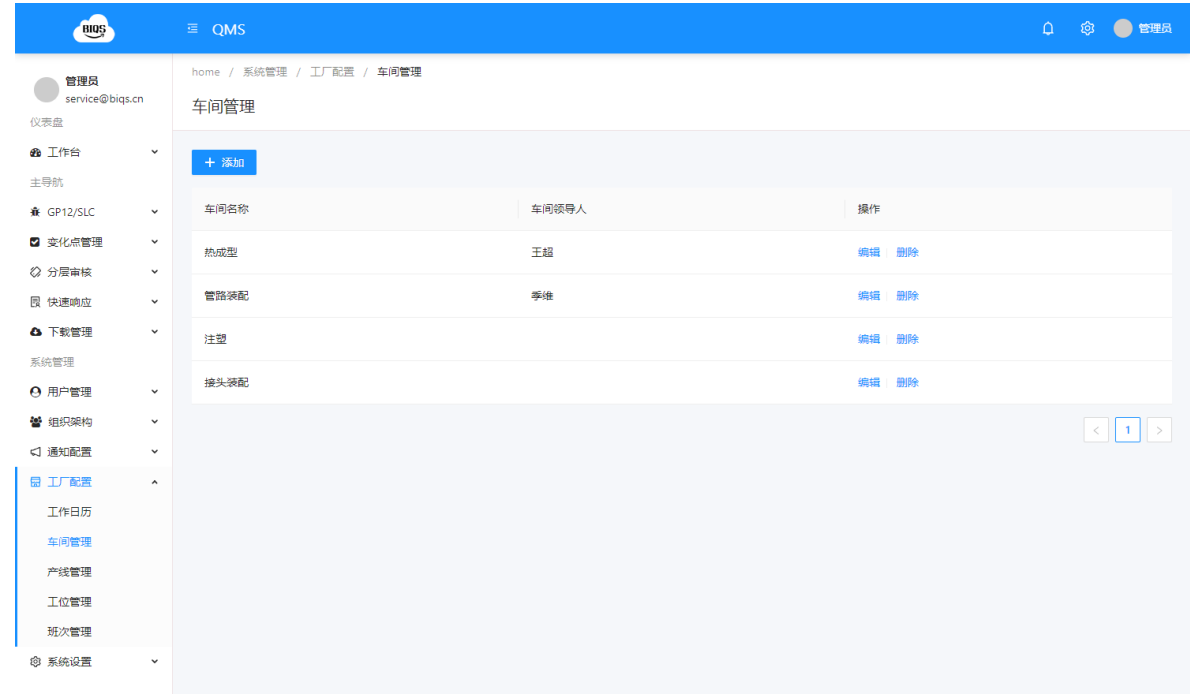 BIQS
QMS
管理员
管理员
service@biqs.cn
仪表盘
工作台
主导航
GP12/SLC
变化点管理
分层审核
快速响应
下载管理
系统管理
用户管理
组织架构
通知配置
工厂配置
工作日历
车间管理
产线管理
工位管理
班次管理
系统设置
home / 系统管理 / 工厂配置 / 车间管理
车间管理
+ 添加
车间名称 车间领导人 操作
热成型 王超 编辑 删除
管路装配 季维 编辑 删除
注塑 编辑 删除
接头装配 编辑 删除
< 1 >